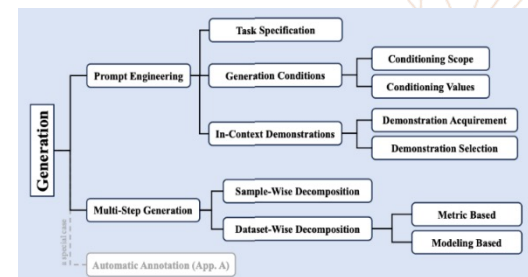 Task Specification
Conditioning Scope
Prompt Engineering
Generation Conditions
Conditioning Values
Demonstration Acquirement
In-Context Demonstrations
Demonstration Selection
Generation
Sample-Wise Decomposition
Multi-Step Generation
Metric Based
Dataset-Wise Decomposition
Modeling Based
a special case
Automatic Annotation (App. A)